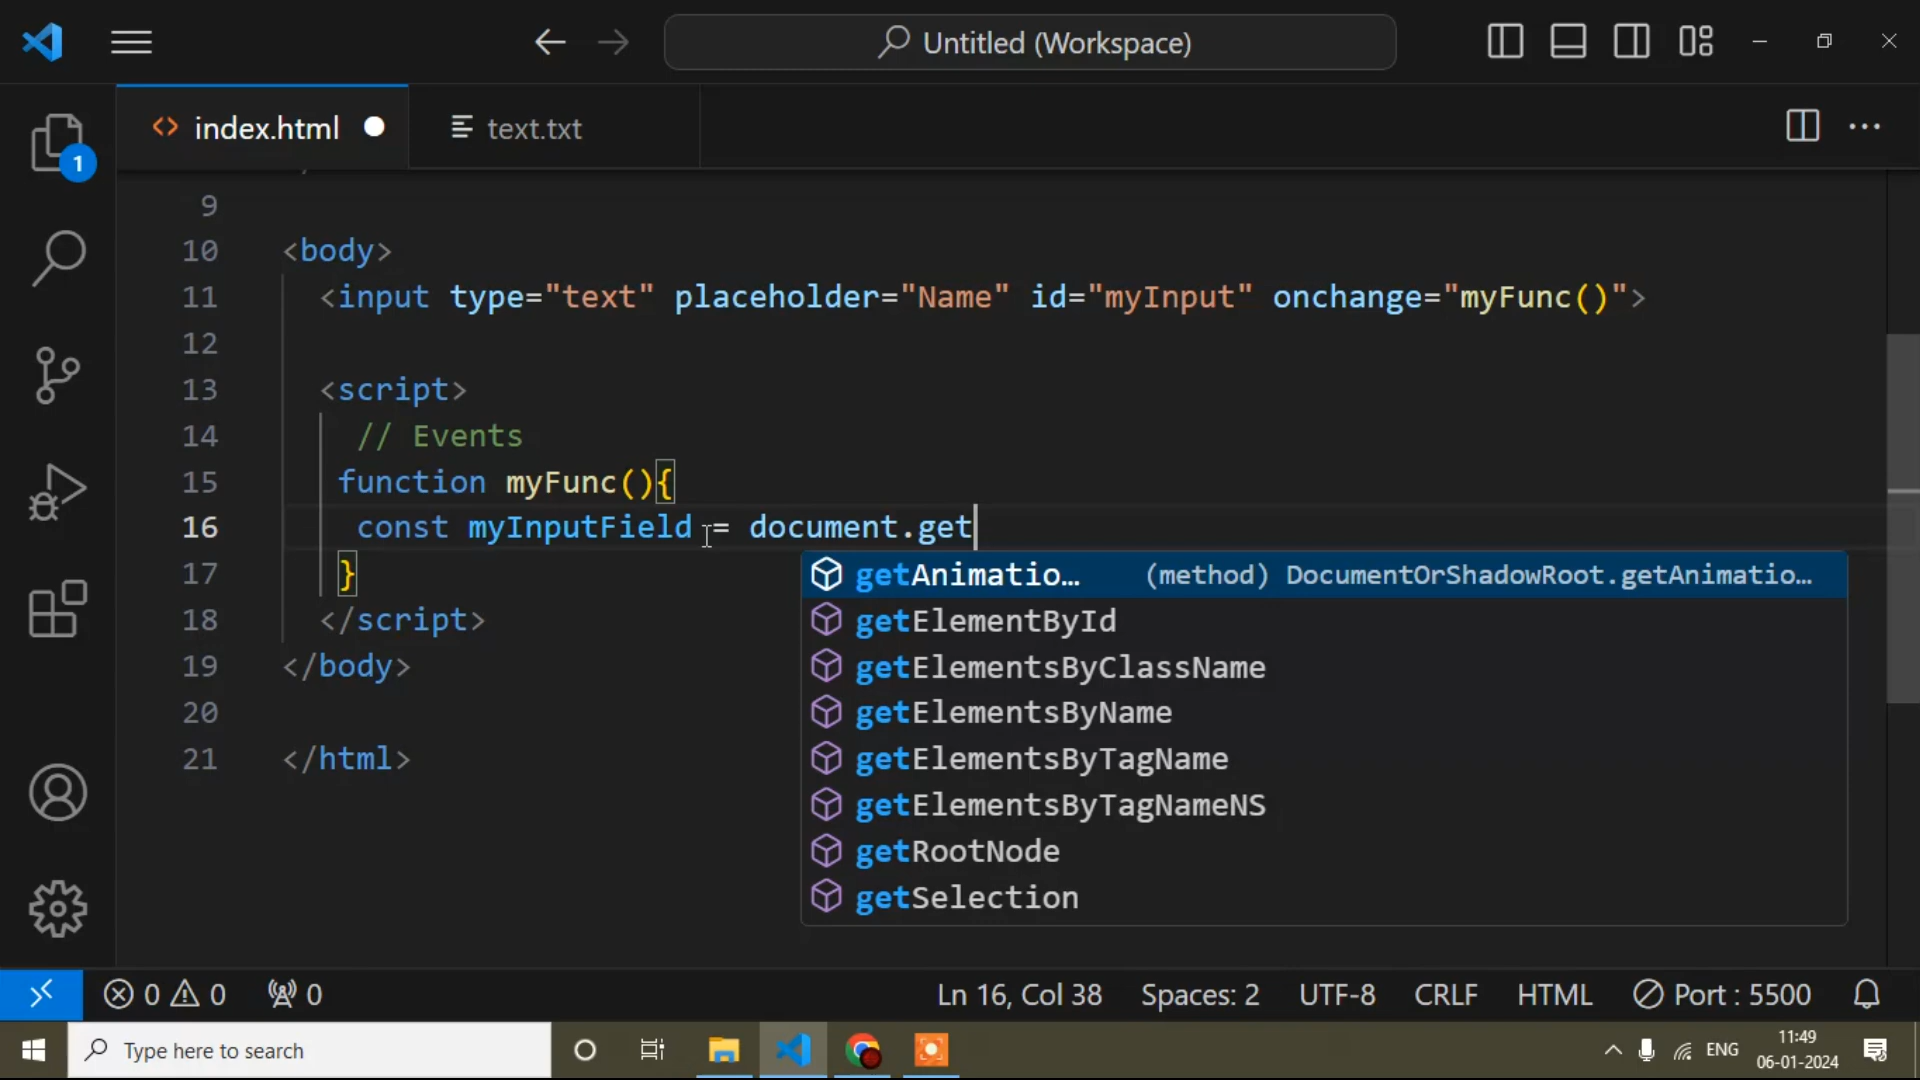 Untitled (Workspace)
index.html
text.txt
1
9
10 <body>
11 <input type="text" placeholder="Name" id="myInput" onchange="myFunc()">
12
13 <script>
14 // Events
15 function myFunc(){
16 const myInputField = document.get
17 }
18 </script>
19 </body>
20
21 </html>
getAnimatio... (method) DocumentOrShadowRoot.getAnimatio...
getElementById
getElementsByClassName
getElementsByName
getElementsByTagName
getElementsByTagNameNS
getRootNode
getSelection
0 0 0 Ln 16, Col 38 Spaces: 2 UTF-8 CRLF HTML Port : 5500
Type here to search
ENG
11:49
06-01-2024